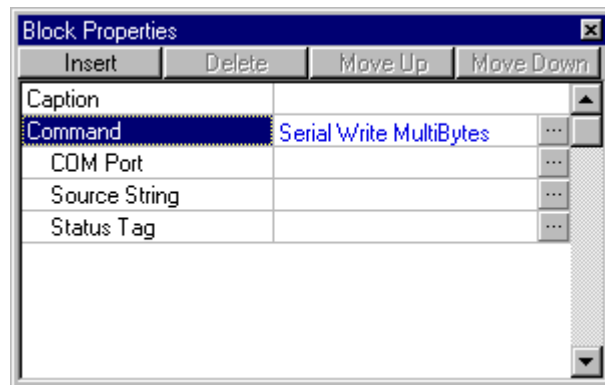 Block Properties
Insert Delete Move Up Move Down
Caption
Command Serial Write MultiBytes ...
COM Port ...
Source String ...
Status Tag ...